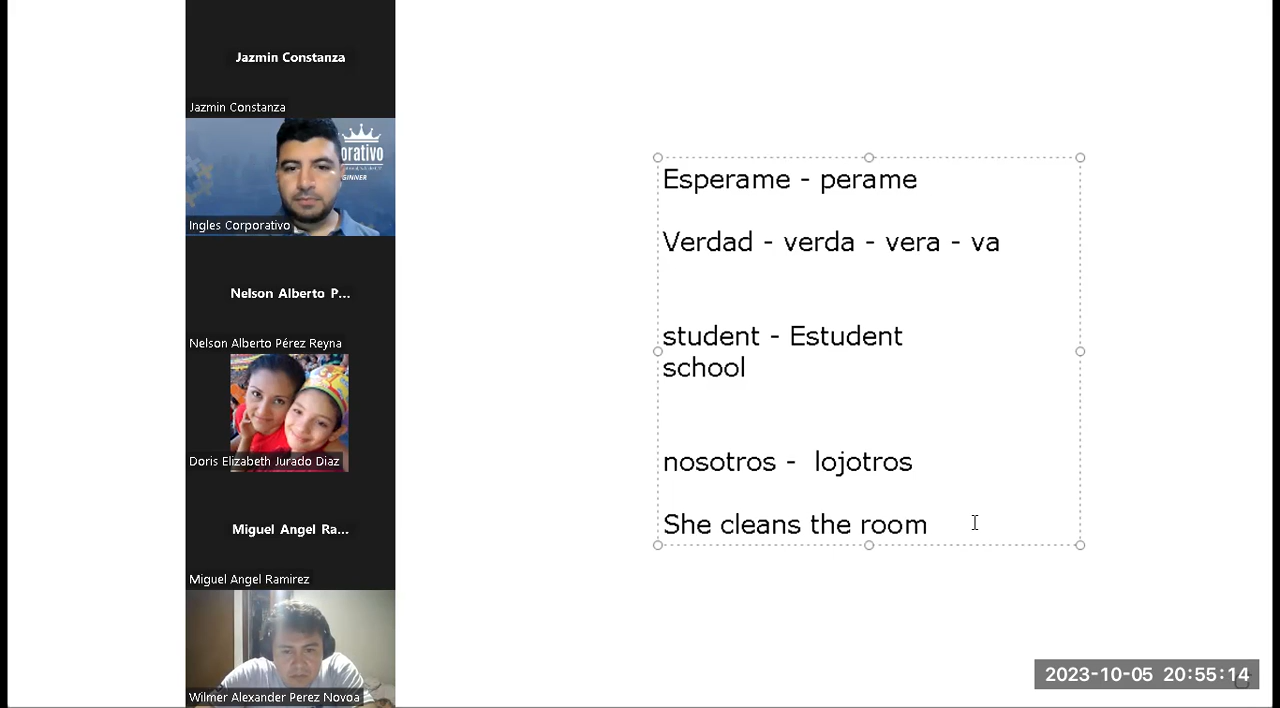 Jazmin Constanza
Jazmin Constanza
orativo
INNER
Ingles Corporativo
Nelson Alberto P...
Nelson Alberto Pérez Reyna
Doris Elizabeth Jurado Diaz
Miguel Angel Ra...
Miguel Angel Ramirez
Wilmer Alexander Perez Novoa
Esperame - perame
Verdad - verda - vera - va
student - Estudent
school
nosotros - lojotros
She cleans the room
2023-10-05 20:55:14